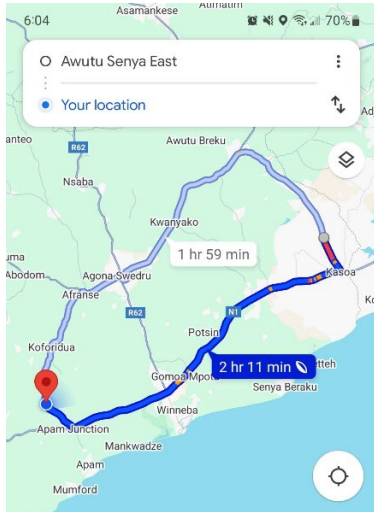 Asamankese
Atimatim
6:04
70%
Awutu Senya East
Your location
anteo
R62
Awutu Breku
Nsaba
Kwanyako
1 hr 59 min
uma
Abodom
Agona Swedru
Kasoa
Afranse
R62
N1
Potsin
Koforidua
2 hr 11 min
tteh
Gomoa Mpota
Senya Beraku
Winneba
Apam Junction
Mankwadze
Apam
Mumford